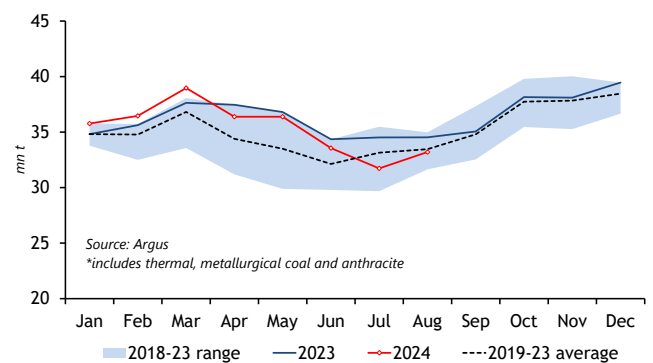 45
40
35
30
25
20
mn t
Source: Argus
*includes thermal, metallurgical coal and anthracite
Jan Feb Mar Apr May Jun Jul Aug Sep Oct Nov Dec
2018-23 range 2023 2024 2019-23 average